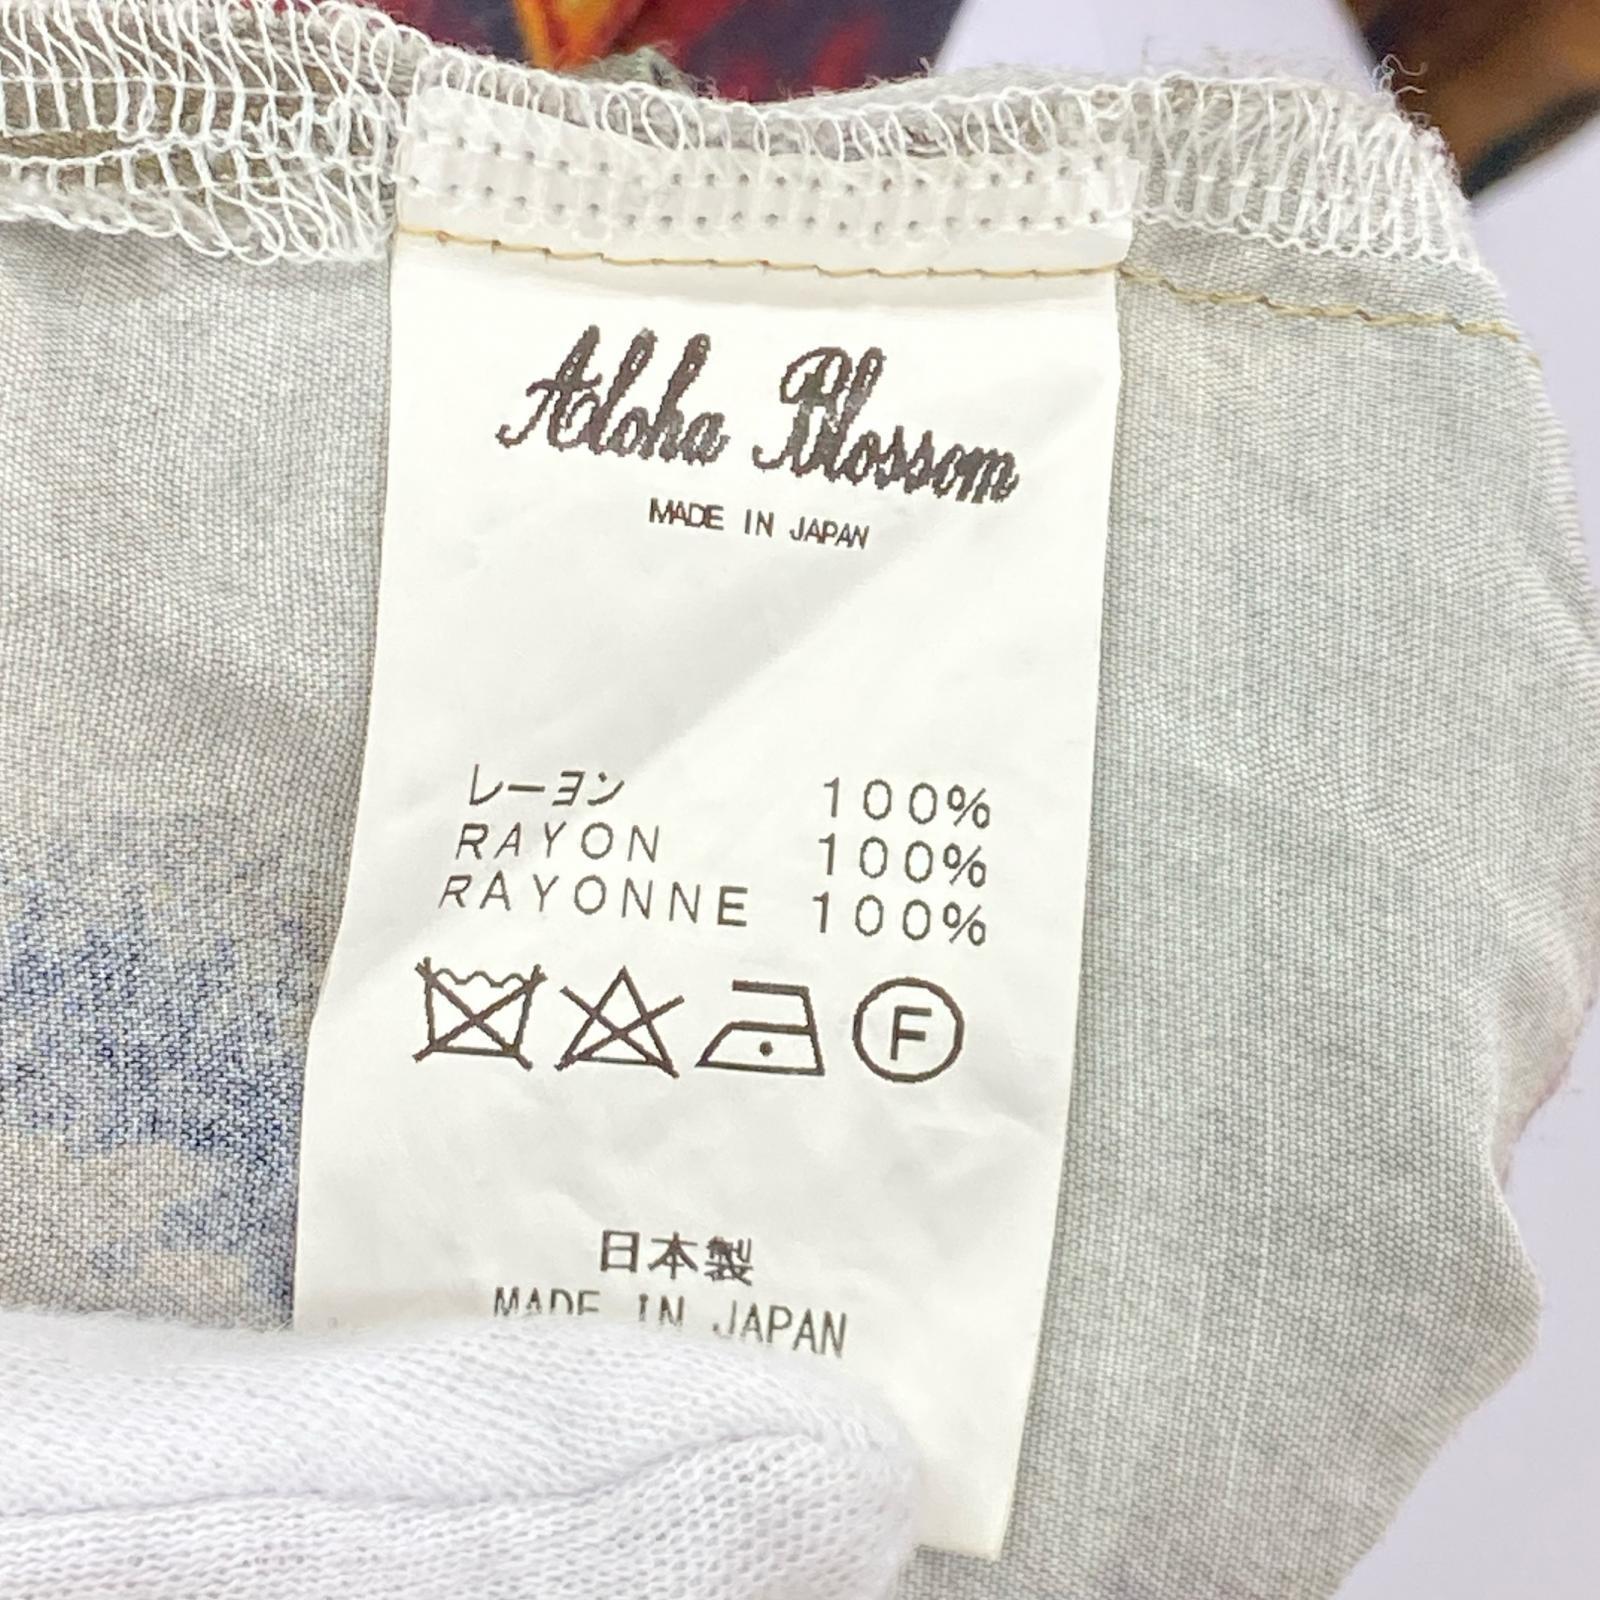 Aloha Blossom
MADE IN JAPAN
レーヨン 100%
RAYON 100%
RAYONNE 100%
F
日本製
MADE IN JAPAN